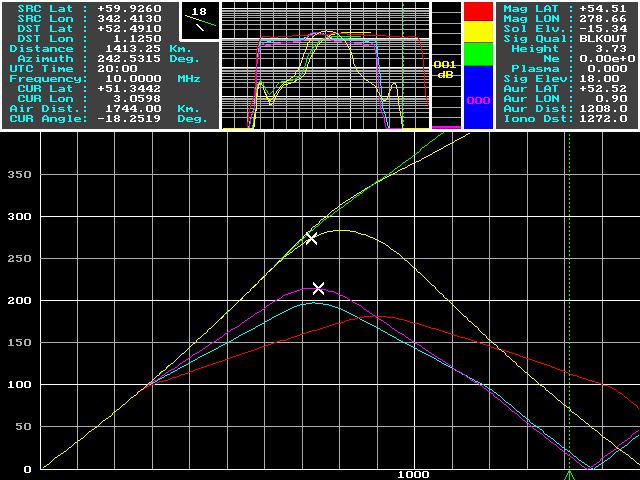 SRC Lat : +59.9260
SRC Lon : 342.4130
DST Lat : +52.4910
DST Lon : 1.1250
Distance : 1413.25 Km.
Azimuth : 242.5315 Deg.
UTC Time : 20:00
Frequency: 10.0000 MHz
CUR Lat : +51.3442
CUR Lon : 3.0598
Air Dist.: 1744.00 Km.
CUR Angle: -18.2519 Deg.
18
001
dB
000
Mag LAT : +54.51
Mag LON : 278.66
Sol Elv.: -15.34
Sig Qual: BLKOUT
Height : 3.73
Ne : 0.00e+0
Plasma : 0.000
Sig Elev: 18.00
Aur LAT : +52.52
Aur LON : 0.90
Aur Dist: 1208.0
Iono Dst: 1272.0
350
300
250
200
150
100
50
0
1000